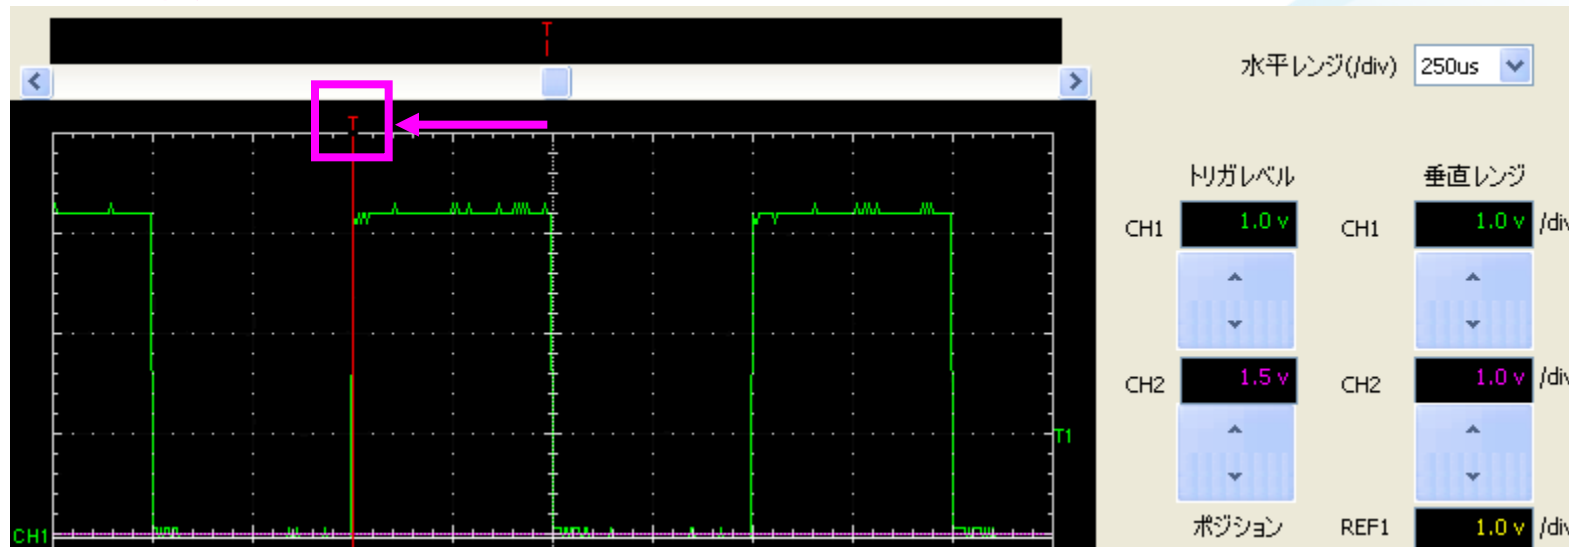 T
水平レンジ(/div) 250us
T
トリガレベル 垂直レンジ
CH1 1.0 v CH1 1.0 v /div
CH2 1.5 v CH2 1.0 v /div
T1
CH1
ポジション REF1 1.0 v /div